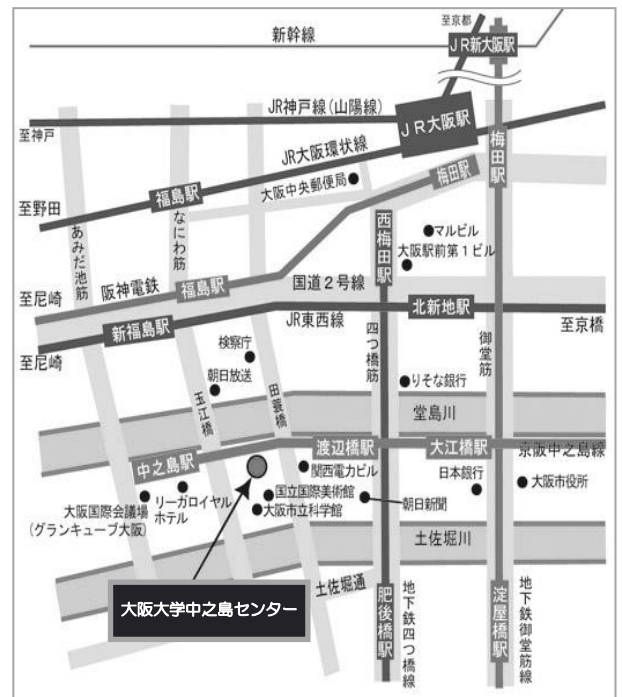 至京都
新幹線
JR新大阪駅
JR神戸線(山陽線)
JR大阪駅
至神戸
JR大阪環状線
梅田駅
梅田駅
大阪中央郵便局
福島駅
至野田
なにわ筋
あみだ池筋
西梅田駅
マルビル
大阪駅前第1ビル
阪神電鉄
福島駅
国道2号線
至尼崎
新福島駅
JR東西線
北新地駅
至京橋
至尼崎
検察庁
四つ橋筋
御堂筋
朝日放送
りそな銀行
玉江橋
田蓑橋
堂島川
中之島駅
渡辺橋駅
大江橋駅
京阪中之島線
関西電力ビル
日本銀行
大阪市役所
大阪国際会議場
(グランキューブ大阪)
リーガロイヤル
ホテル
国立国際美術館
大阪市立科学館
朝日新聞
土佐堀川
土佐堀通
大阪大学中之島センター
肥後橋駅
地下鉄四つ橋線
淀屋橋駅
地下鉄御堂筋線